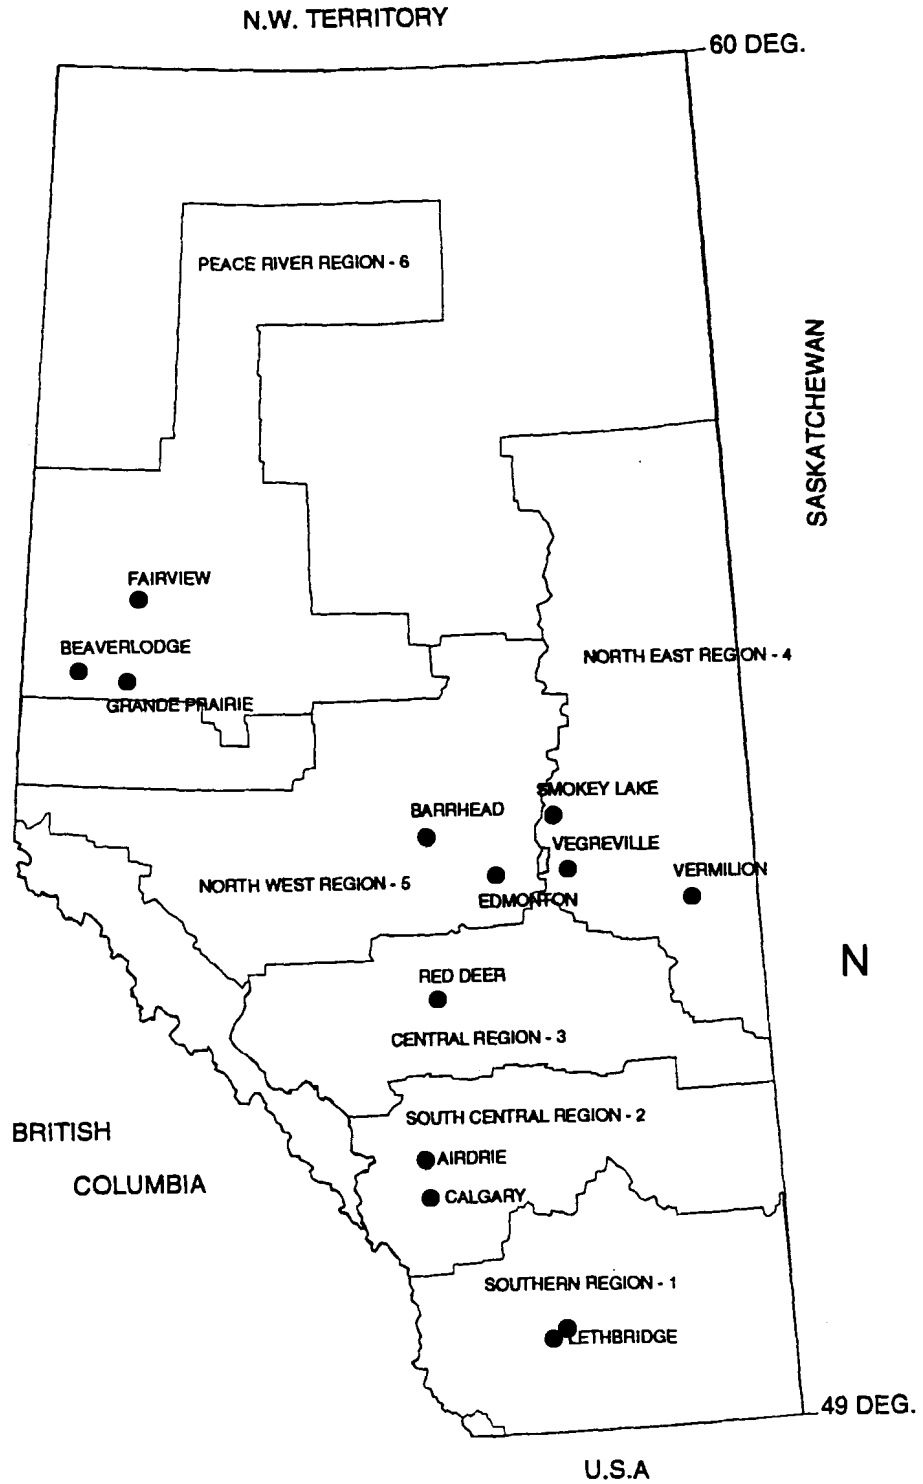 N.W. TERRITORY
60 DEG.
PEACE RIVER REGION - 6
SASKATCHEWAN
FAIRVIEW
BEAVERLODGE
NORTH EAST REGION - 4
GRANDE PRAIRIE
SMOKEY LAKE
BARRHEAD
VEGREVILLE
VERMILION
NORTH WEST REGION - 5
EDMONTON
N
RED DEER
CENTRAL REGION - 3
SOUTH CENTRAL REGION - 2
BRITISH
COLUMBIA
AIRDRIE
CALGARY
SOUTHERN REGION - 1
LETHBRIDGE
49 DEG.
U.S.A